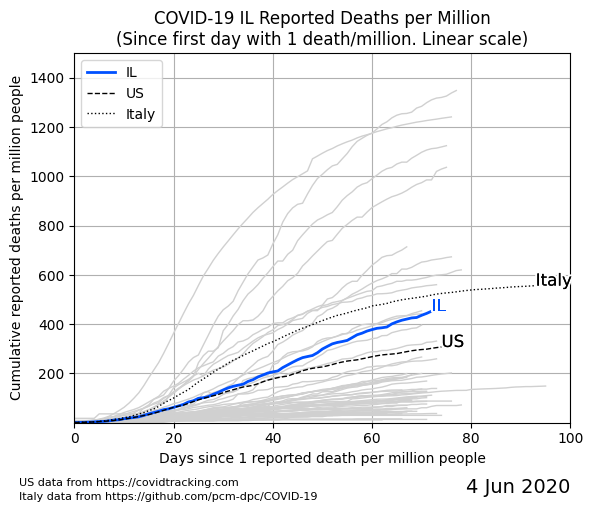 COVID-19 IL Reported Deaths per Million
(Since first day with 1 death/million. Linear scale)
Cumulative reported deaths per million people
1400
1200
1000
800
600
400
200
IL
US
Italy
Italy
IL
US
0 20 40 60 80 100
Days since 1 reported death per million people
US data from https://covidtracking.com
Italy data from https://github.com/pcm-dpc/COVID-19
4 Jun 2020